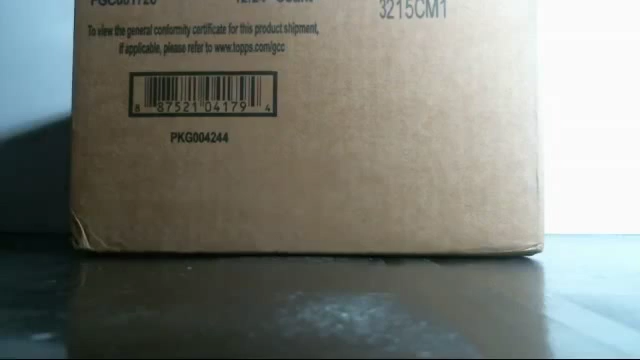 3215CM1
To view the general conformity certificate for this product shipment,
if applicable, please refer to www.topps.com/gcc
8 87521 04179 4
PKG004244